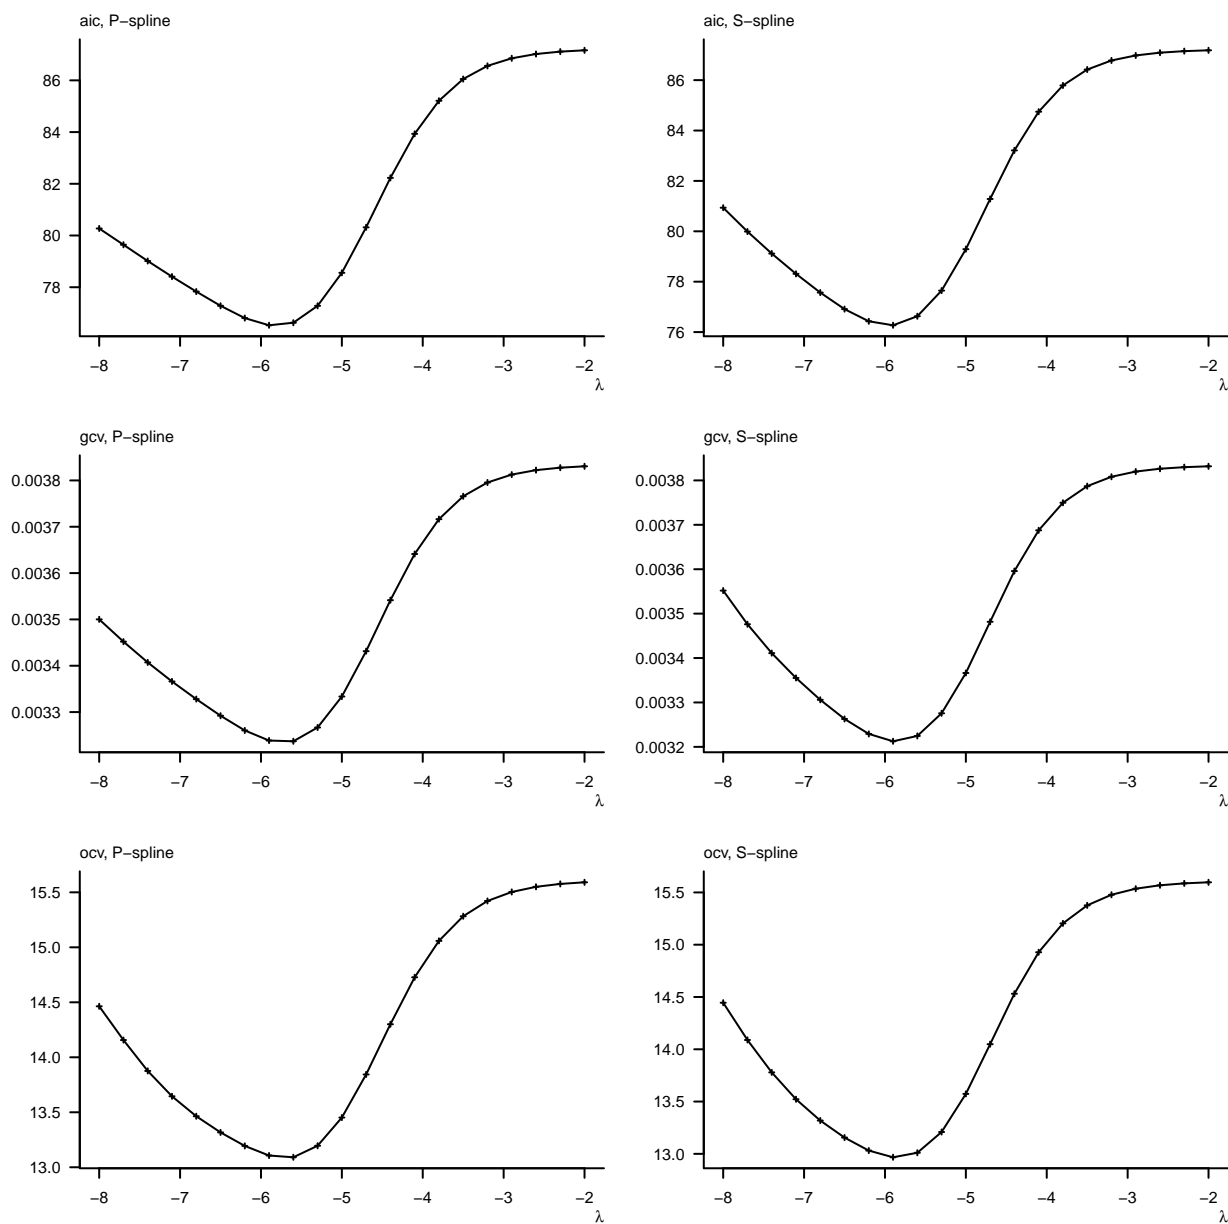 aic, P−spline
86
84
82
80
78
−8 −7 −6 −5 −4 −3 −2
λ
aic, S−spline
86
84
82
80
78
76
−8 −7 −6 −5 −4 −3 −2
λ
gcv, P−spline
0.0038
0.0037
0.0036
0.0035
0.0034
0.0033
−8 −7 −6 −5 −4 −3 −2
λ
gcv, S−spline
0.0038
0.0037
0.0036
0.0035
0.0034
0.0033
0.0032
−8 −7 −6 −5 −4 −3 −2
λ
ocv, P−spline
15.5
15.0
14.5
14.0
13.5
13.0
−8 −7 −6 −5 −4 −3 −2
λ
ocv, S−spline
15.5
15.0
14.5
14.0
13.5
13.0
−8 −7 −6 −5 −4 −3 −2
λ